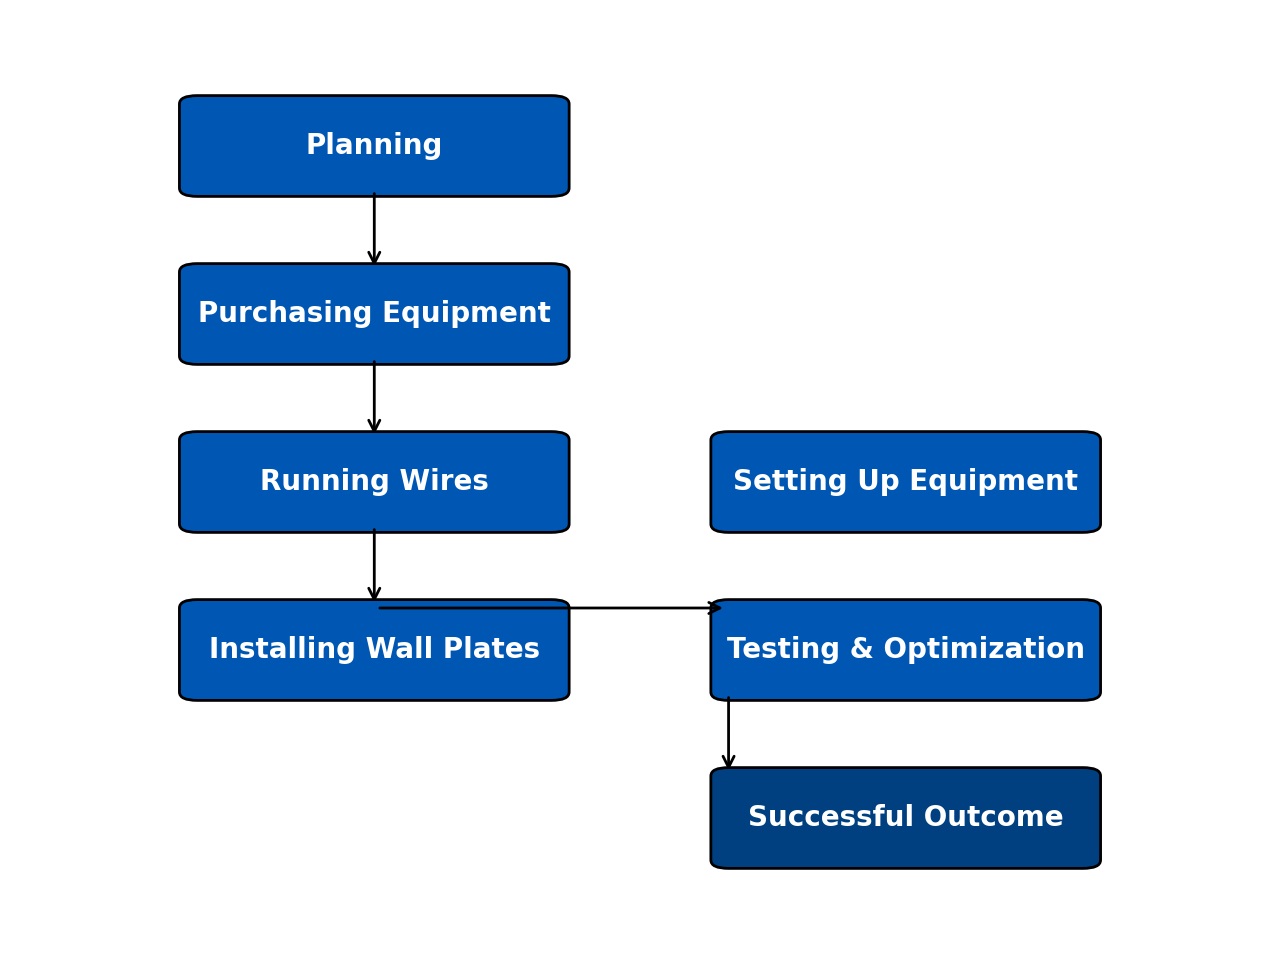 Planning
Purchasing Equipment
Running Wires
Setting Up Equipment
Installing Wall Plates
Testing & Optimization
Successful Outcome